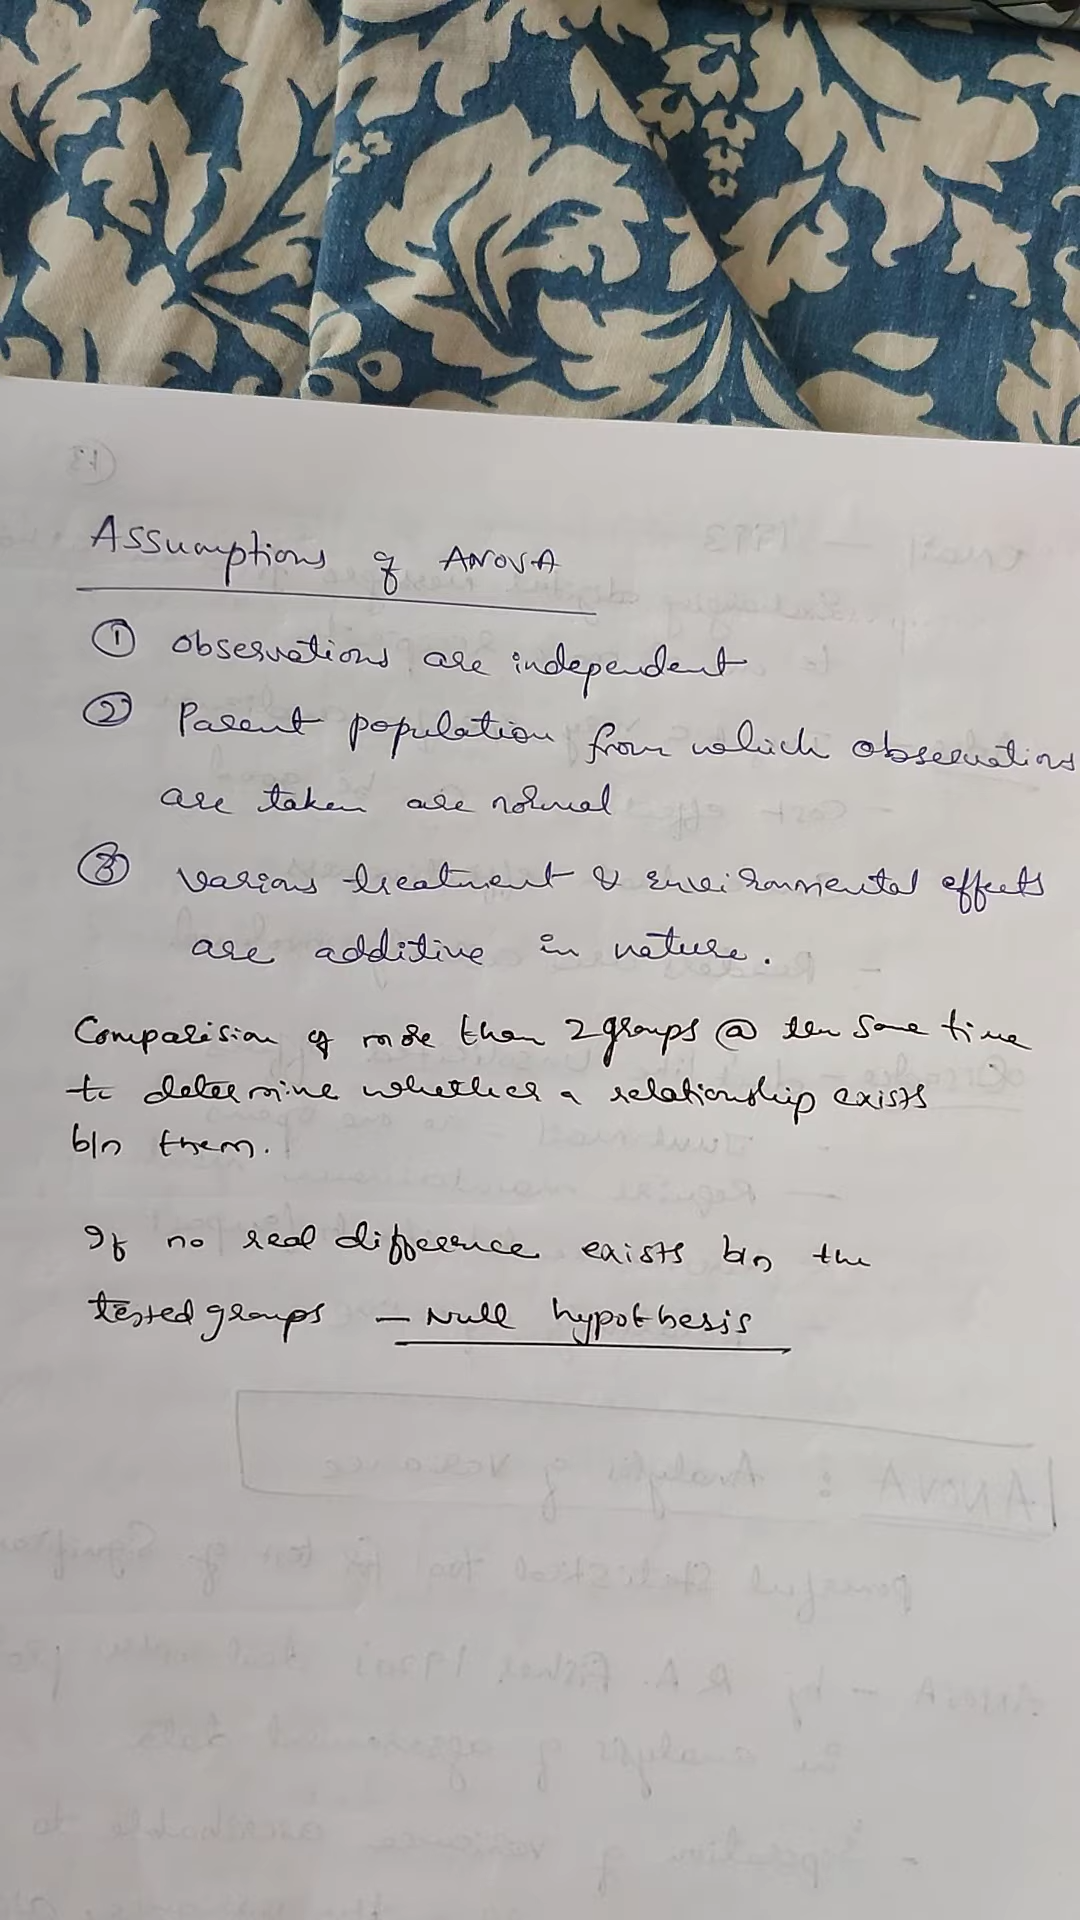 Assumptions of ANOVA
① observations are independent
② Parent population from which observations
are taken are normal
③ various treatment & environmental effects
are additive in nature.
Comparision of more than 2 groups @ the same time
to determine whether a relationship exists
b/n them.
If no real difference exists b/n the
tested groups – Null hypothesis